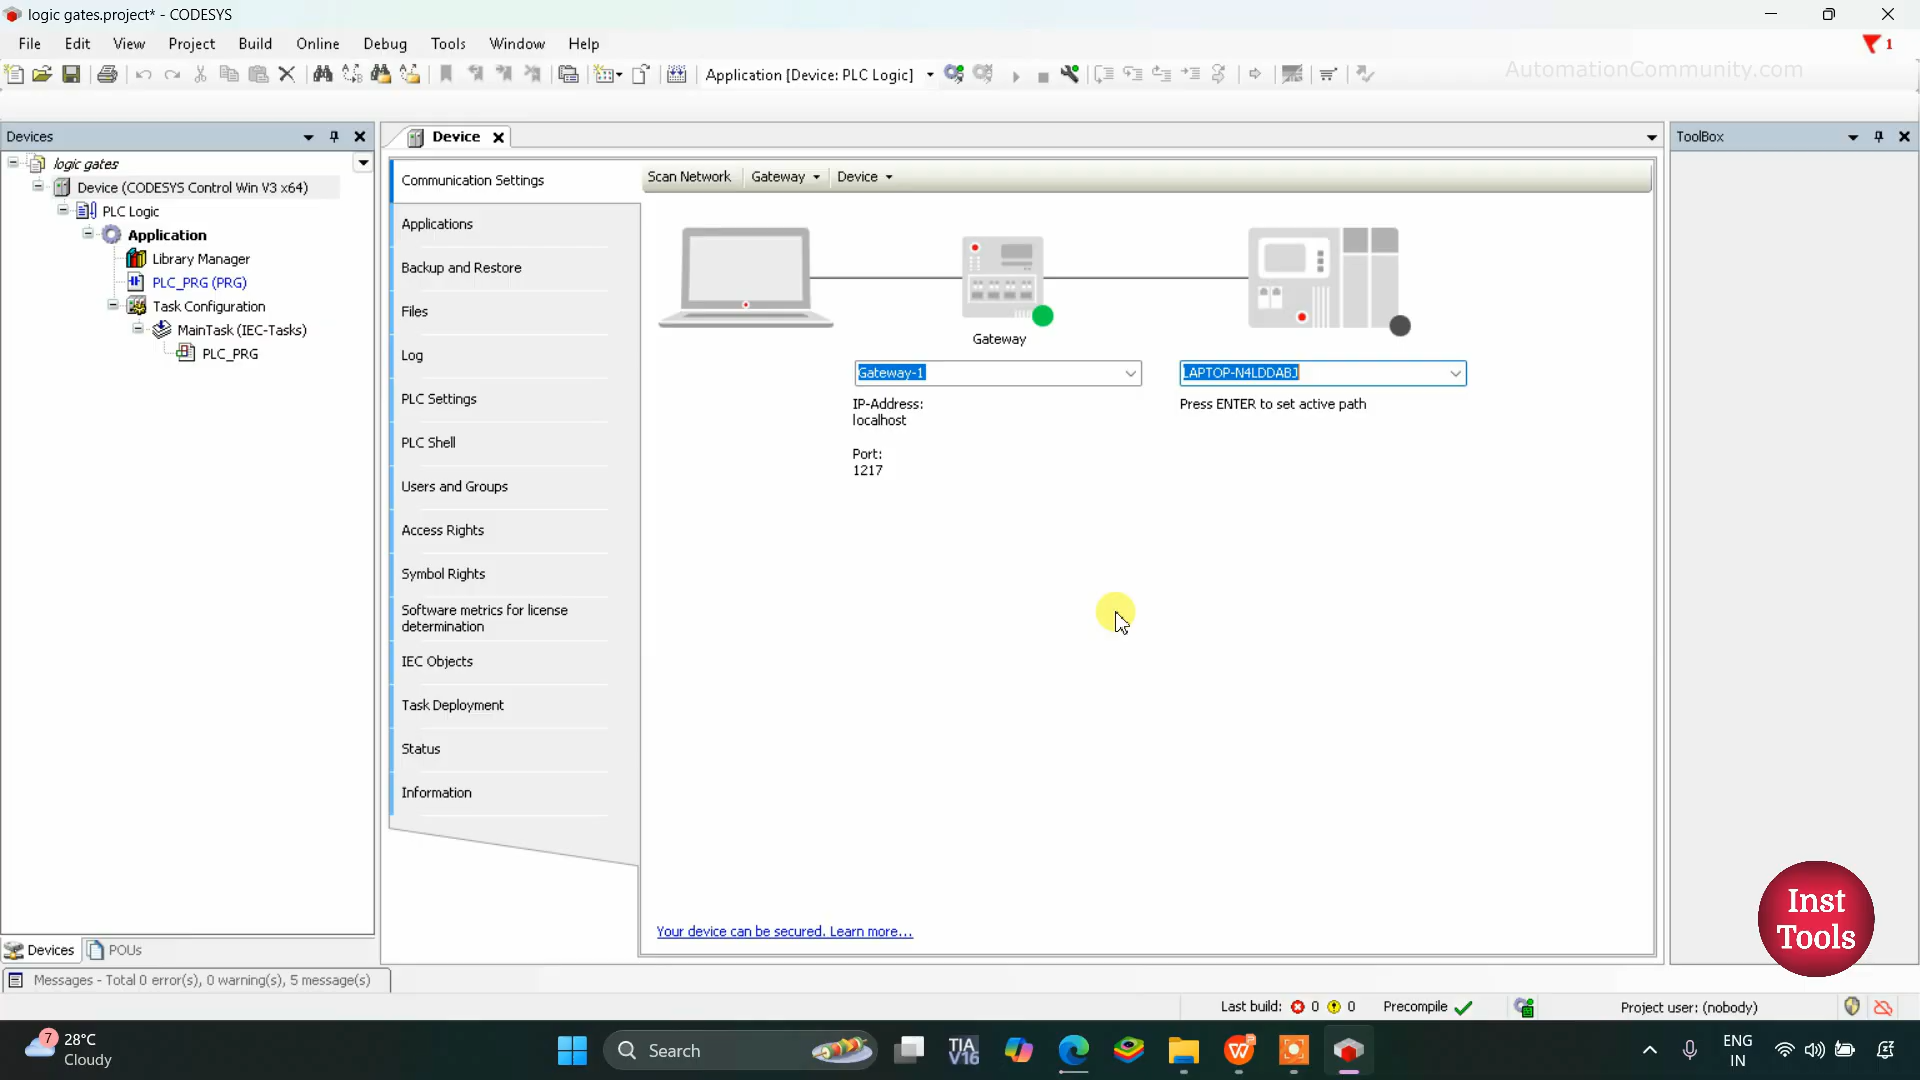 logic gates.project* - CODESYS
File Edit View Project Build Online Debug Tools Window Help
1
Application [Device: PLC Logic]
AutomationCommunity.com
Devices
logic gates
Device (CODESYS Control Win V3 x64)
PLC Logic
Application
Library Manager
PLC_PRG (PRG)
Task Configuration
MainTask (IEC-Tasks)
PLC_PRG
Device
ToolBox
Communication Settings
Applications
Backup and Restore
Files
Log
PLC Settings
PLC Shell
Users and Groups
Access Rights
Symbol Rights
Software metrics for license
determination
IEC Objects
Task Deployment
Status
Information
Scan Network Gateway Device
Gateway
Gateway-1
IP-Address:
localhost
Port:
1217
LAPTOP-N4LDDABJ
Press ENTER to set active path
Your device can be secured. Learn more...
Inst
Tools
Devices POUs
Messages - Total 0 error(s), 0 warning(s), 5 message(s)
Last build: 0 0 Precompile
Project user: (nobody)
7
28°C
Cloudy
Search
TIA
V16
ENG
IN